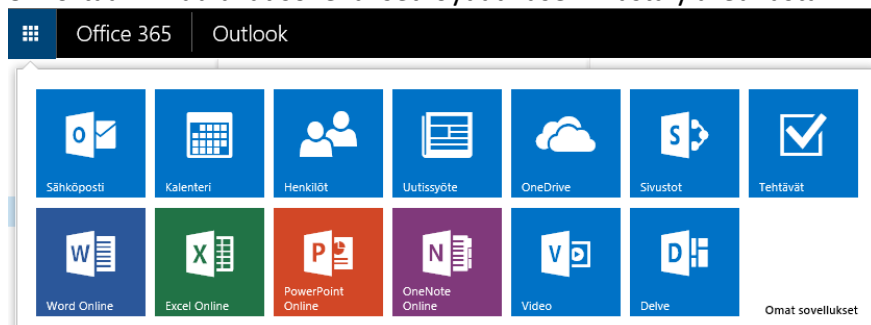 Office 365 Outlook
Sähköposti Kalenteri Henkilöt Uutissyöte OneDrive Sivustot Tehtävät
Word Online Excel Online PowerPoint Online OneNote Online Video Delve Omat sovellukset